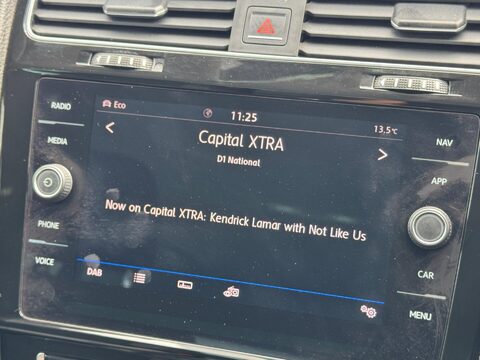 RADIO
MEDIA
PHONE
VOICE
Eco
11:25
13.5°C
Capital XTRA
D1 National
Now on Capital XTRA: Kendrick Lamar with Not Like Us
DAB
NAV
APP
CAR
MENU